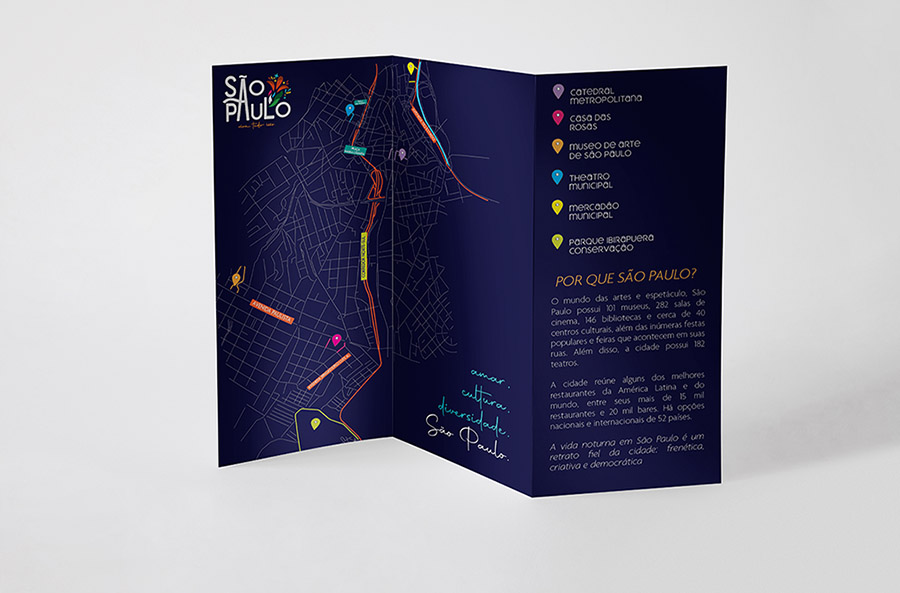 SÃO
PAULO
AVENIDA PAULISTA
amar.
cultura.
diversidade.
São Paulo.
CATEDRAL
METROPOLITANA
CASA DAS
ROSAS
MUSEO DE ARTE
DE SÃO PAULO
THEATRO
MUNICIPAL
MERCADÃO
MUNICIPAL
PARQUE IBIRAPUERA
CONSERVAÇÃO
POR QUE SÃO PAULO?
O mundo das artes e espetáculo, São
Paulo possui 101 museus, 282 salas de
cinema, 146 bibliotecas e cerca de 40
centros culturais, além das inúmeras festas
populares e feiras que acontecem em suas
ruas. Além disso, a cidade possui 182
teatros.
A cidade reúne alguns dos melhores
restaurantes da América Latina e do
mundo, entre seus mais de 15 mil
restaurantes e 20 mil bares. Há opções
nacionais e internacionais de 52 países.
A vida noturna em São Paulo é um
retrato fiel da cidade: frenética,
criativa e democrática